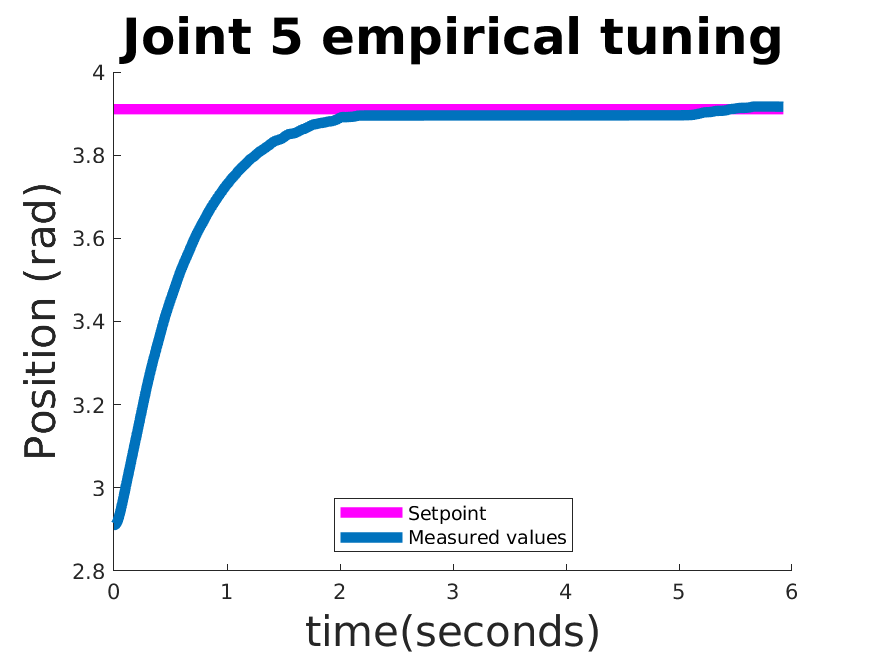 Joint 5 empirical tuning
4
3.8
3.6
3.4
3.2
3
2.8
Position (rad)
Setpoint
Measured values
0 1 2 3 4 5 6
time(seconds)